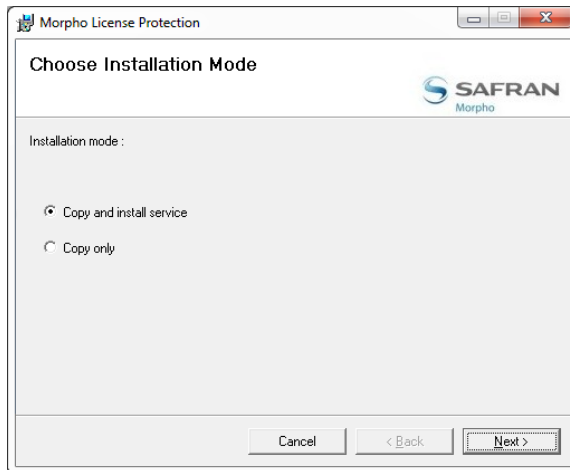 Morpho License Protection
Choose Installation Mode
SAFRAN
Morpho
Installation mode :
Copy and install service
Copy only
Cancel
< Back
Next >